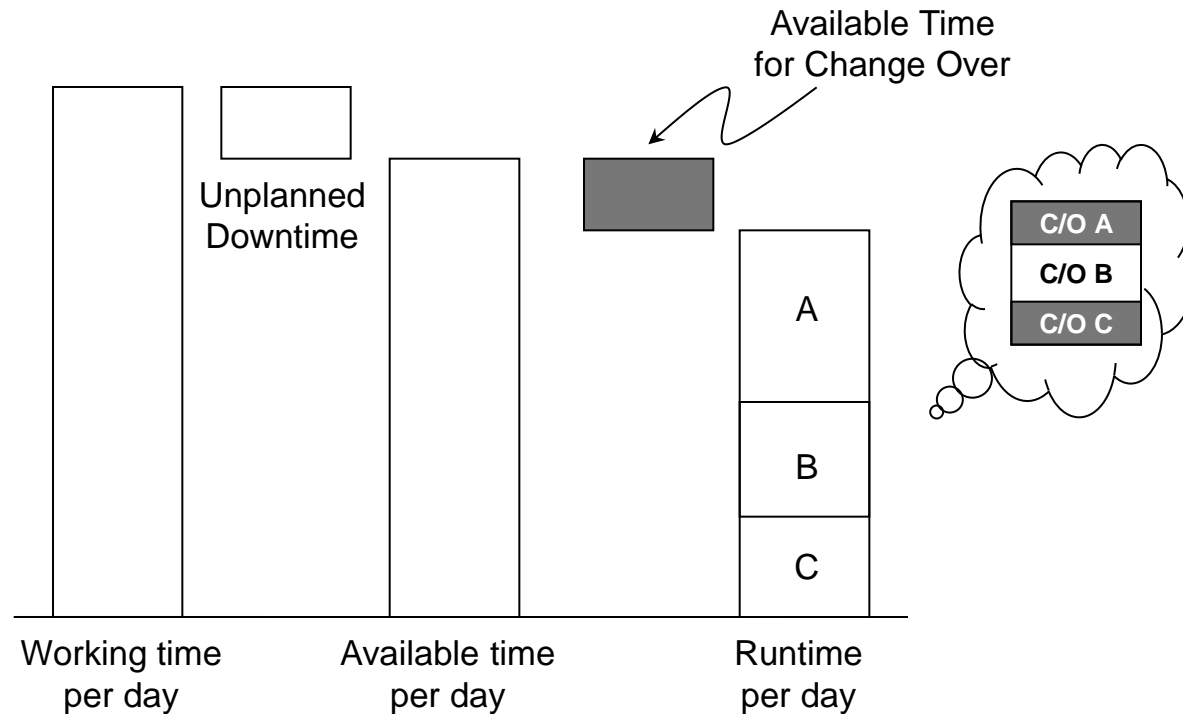 Available Time
for Change Over
Unplanned
Downtime
C/O A
C/O B
C/O C
A
B
C
Working time
per day
Available time
per day
Runtime
per day